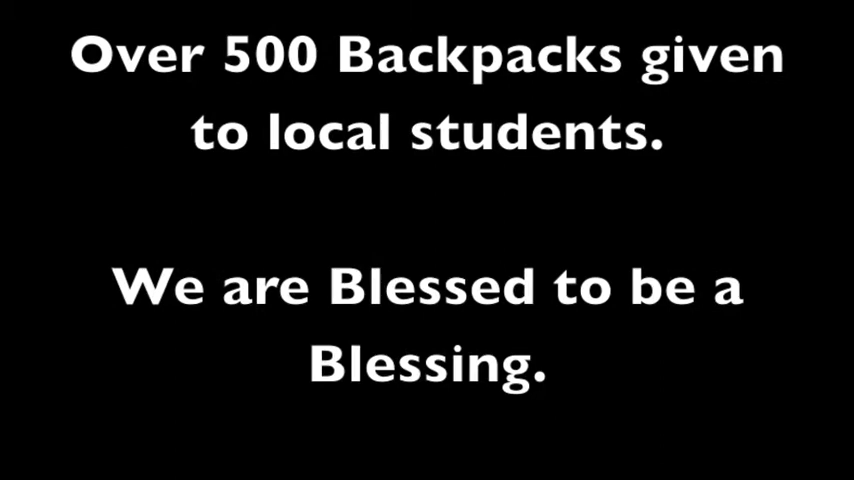 Over 500 Backpacks given
to local students.
We are Blessed to be a
Blessing.